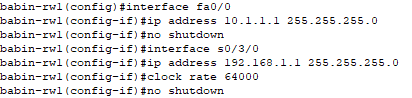 babin-rw1(config)#interface fa0/0
babin-rw1(config-if)#ip address 10.1.1.1 255.255.255.0
babin-rw1(config-if)#no shutdown
babin-rw1(config-if)#interface s0/3/0
babin-rw1(config-if)#ip address 192.168.1.1 255.255.255.0
babin-rw1(config-if)#clock rate 64000
babin-rw1(config-if)#no shutdown